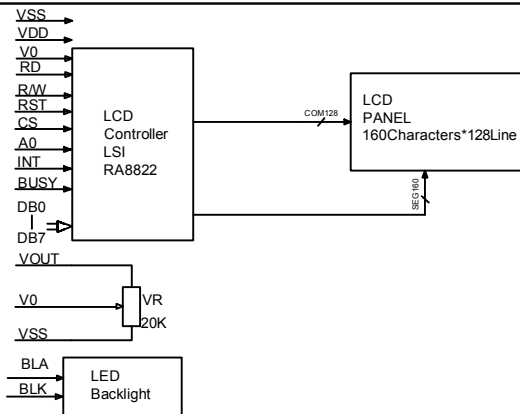 VSS
VDD
V0
RD
R/W
RST
CS
A0
INT
BUSY
DB0
DB7
LCD
Controller
LSI
RA8822
COM128
SEG160
LCD
PANEL
160Characters*128Line
VOUT
V0
VSS
VR
20K
BLA
BLK
LED
Backlight